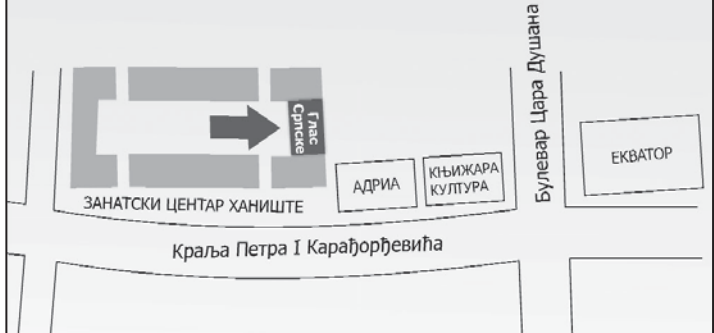 Булевар Цара Душана
Глас
Српске
ЕКВАТОР
АДРИА
КЊИЖАРА
КУЛТУРА
ЗАНАТСКИ ЦЕНТАР ХАНИШТЕ
Краља Петра I Карађорђевића